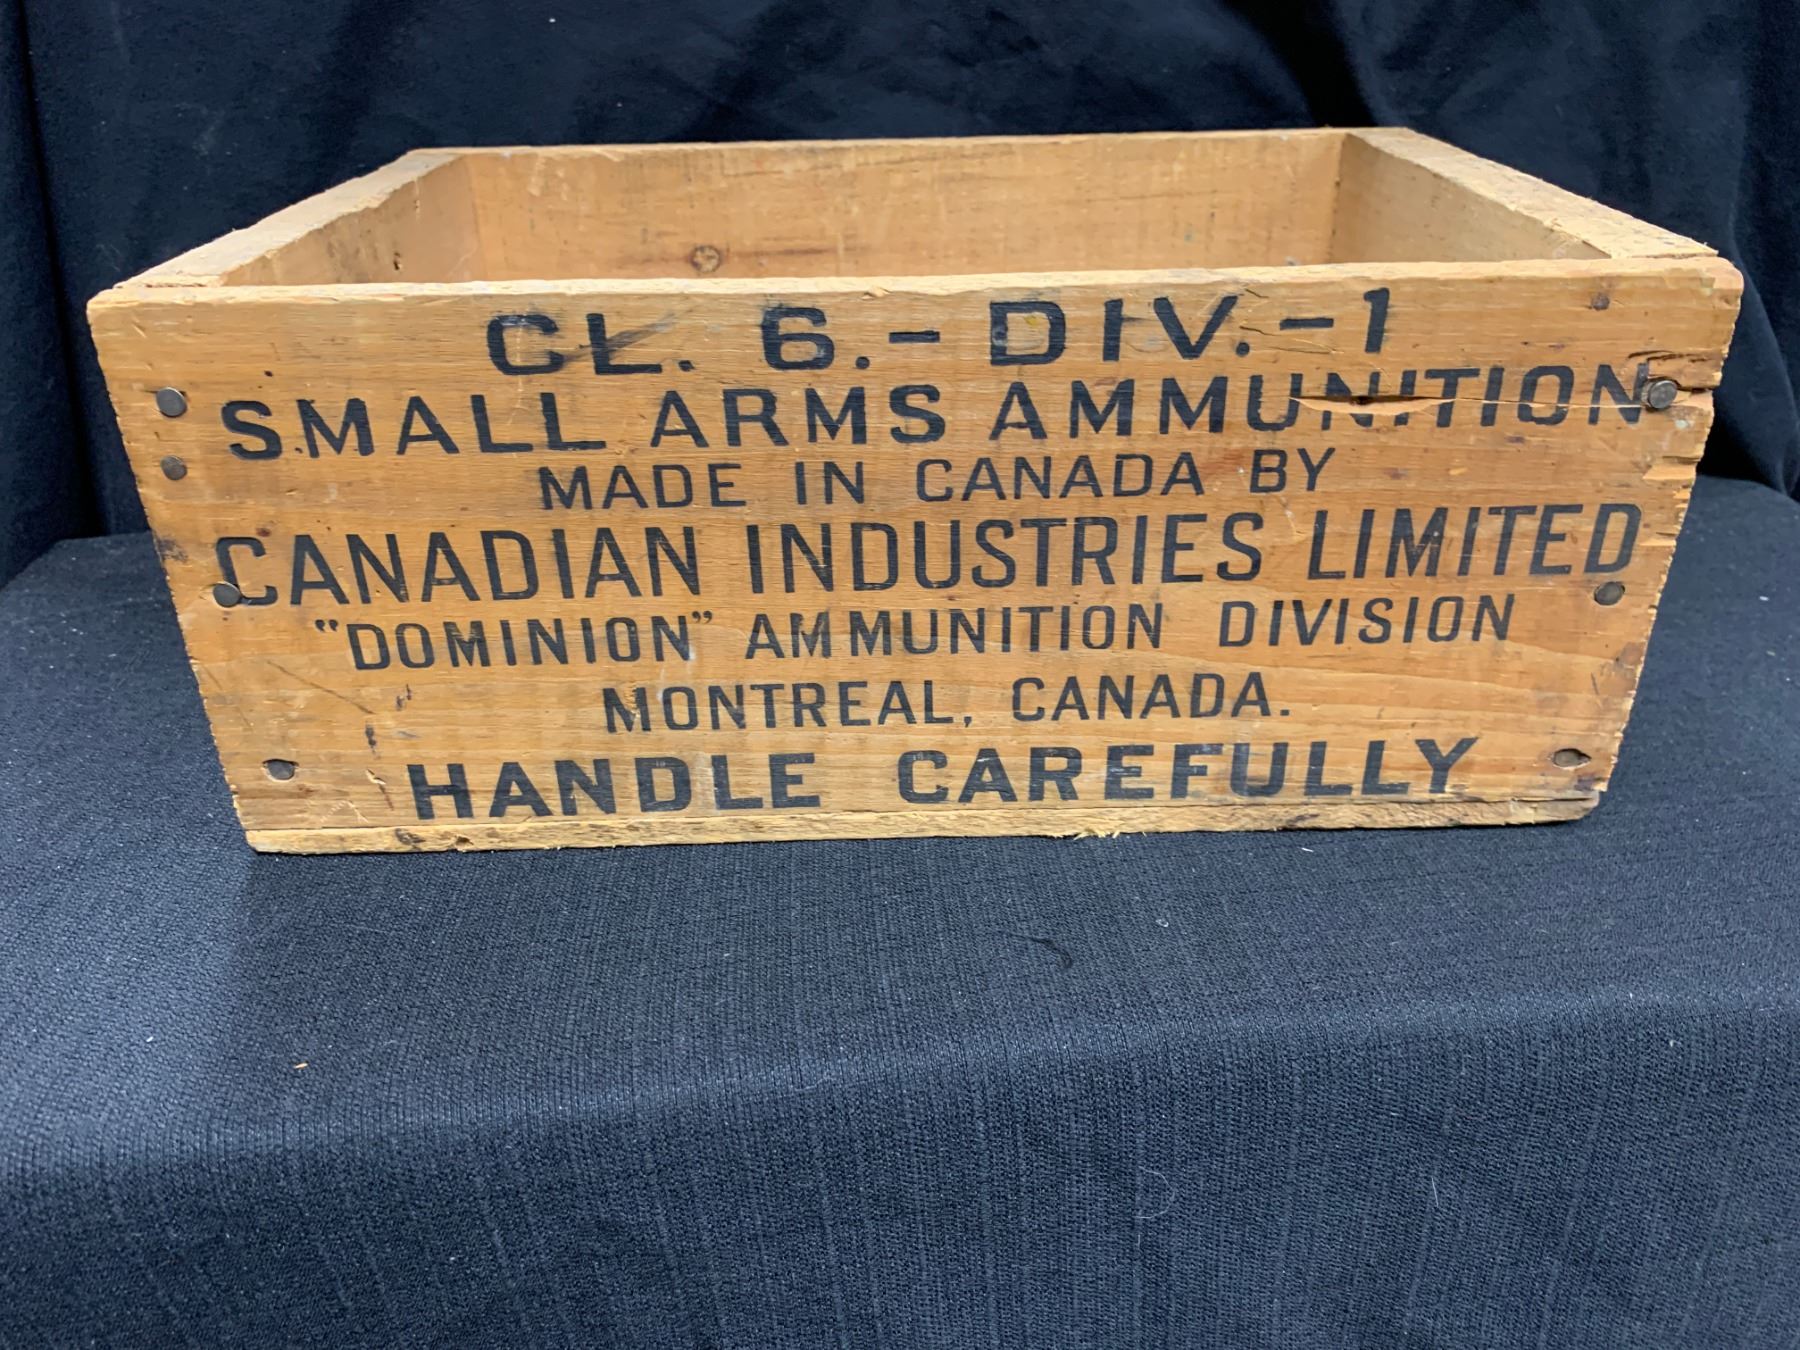 CL. 6.-DIV.-1
SMALL ARMS AMMUNITION
MADE IN CANADA BY
CANADIAN INDUSTRIES LIMITED
"DOMINION" AMMUNITION DIVISION
MONTREAL, CANADA.
HANDLE CAREFULLY